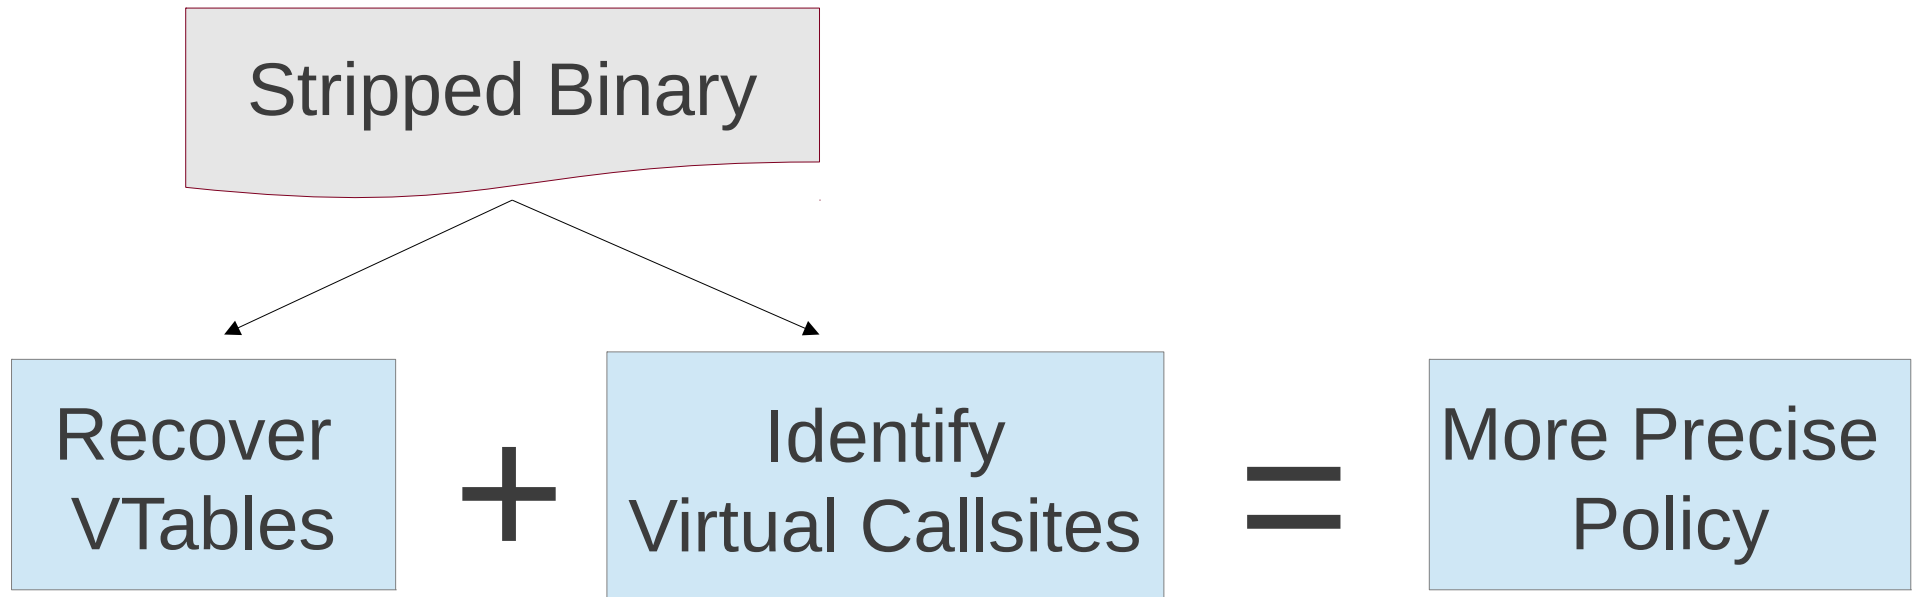 Stripped Binary
Recover
VTables
+
Identify
Virtual Callsites
=
More Precise
Policy